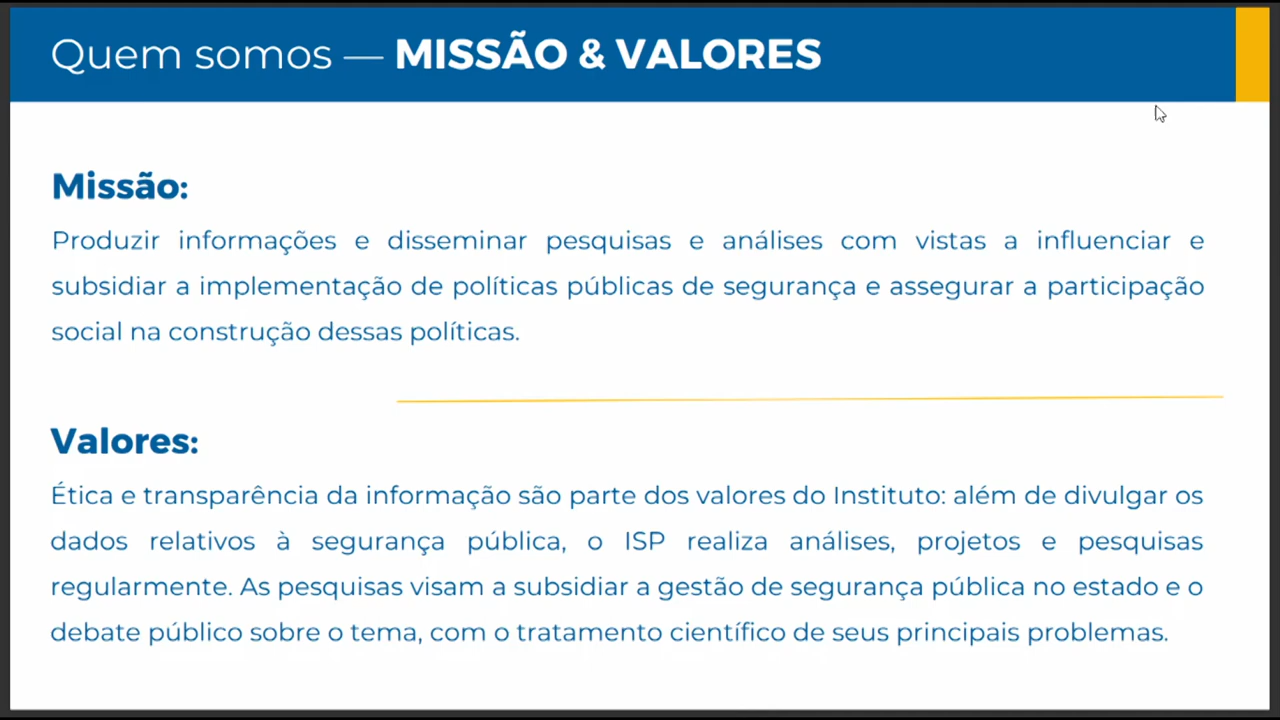 Quem somos — MISSÃO & VALORES
Missão:
Produzir informações e disseminar pesquisas e análises com vistas a influenciar e
subsidiar a implementação de políticas públicas de segurança e assegurar a participação
social na construção dessas políticas.
Valores:
Ética e transparência da informação são parte dos valores do Instituto: além de divulgar os
dados relativos à segurança pública, o ISP realiza análises, projetos e pesquisas
regularmente. As pesquisas visam a subsidiar a gestão de segurança pública no estado e o
debate público sobre o tema, com o tratamento científico de seus principais problemas.